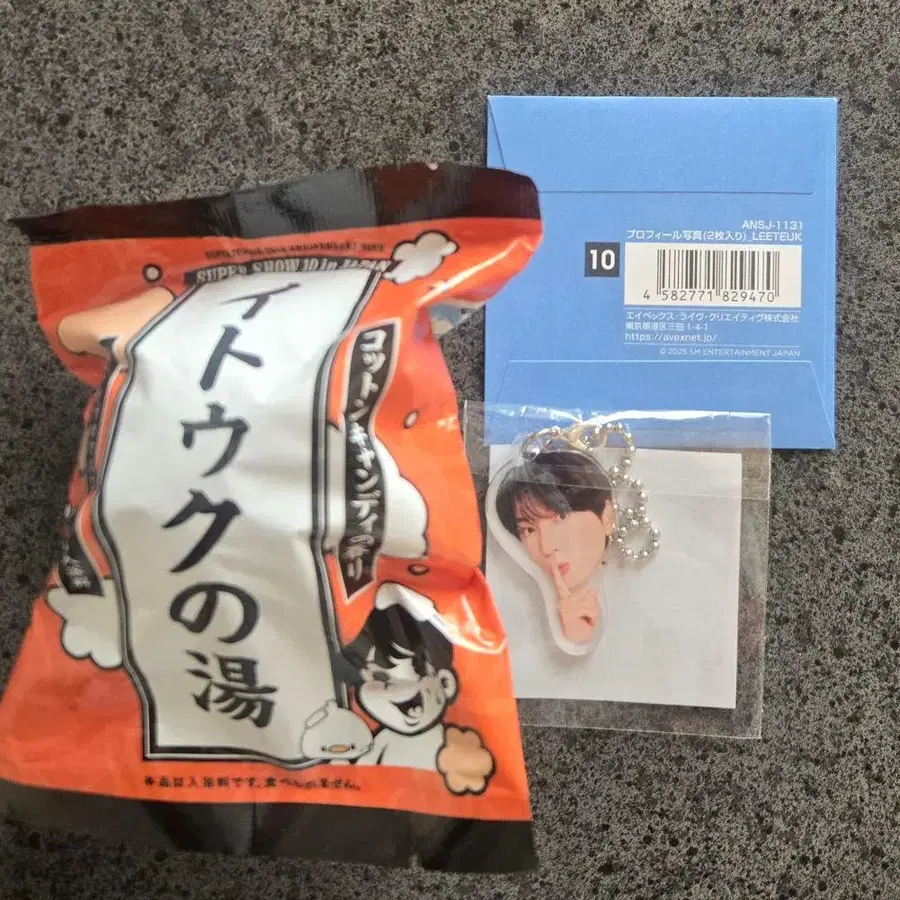 SUPER SHOW 10 in JAPAN
イトゥクの湯
コットンキャンディの香り
本品は入浴料です。食べられません。
ANSJ-1131
プロフィール写真(2枚入り)_LEETEUK
10
4 582771 829470
エイベックス・ライヴ・クリエイティヴ株式会社
東京都港区三田 1-4-1
https://avexnet.jp/
© 2025 SM ENTERTAINMENT JAPAN